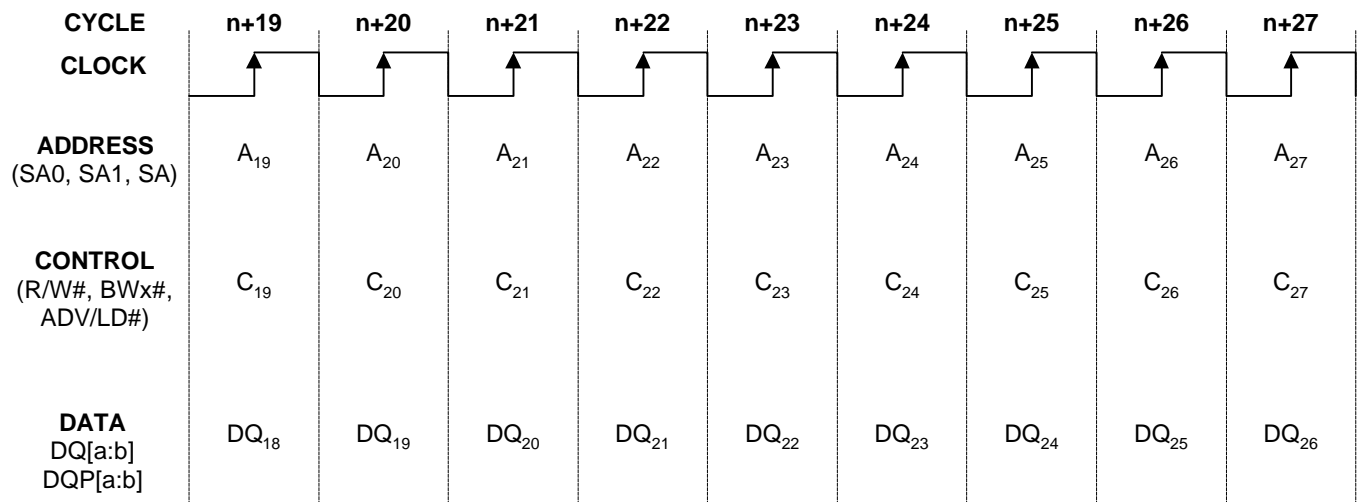 CYCLE n+19 n+20 n+21 n+22 n+23 n+24 n+25 n+26 n+27
CLOCK
ADDRESS
(SA0, SA1, SA) A₁₉ A₂₀ A₂₁ A₂₂ A₂₃ A₂₄ A₂₅ A₂₆ A₂₇
CONTROL
(R/W#, BWx#, C₁₉ C₂₀ C₂₁ C₂₂ C₂₃ C₂₄ C₂₅ C₂₆ C₂₇
ADV/LD#)
DATA
DQ[a:b] DQ₁₈ DQ₁₉ DQ₂₀ DQ₂₁ DQ₂₂ DQ₂₃ DQ₂₄ DQ₂₅ DQ₂₆
DQP[a:b]